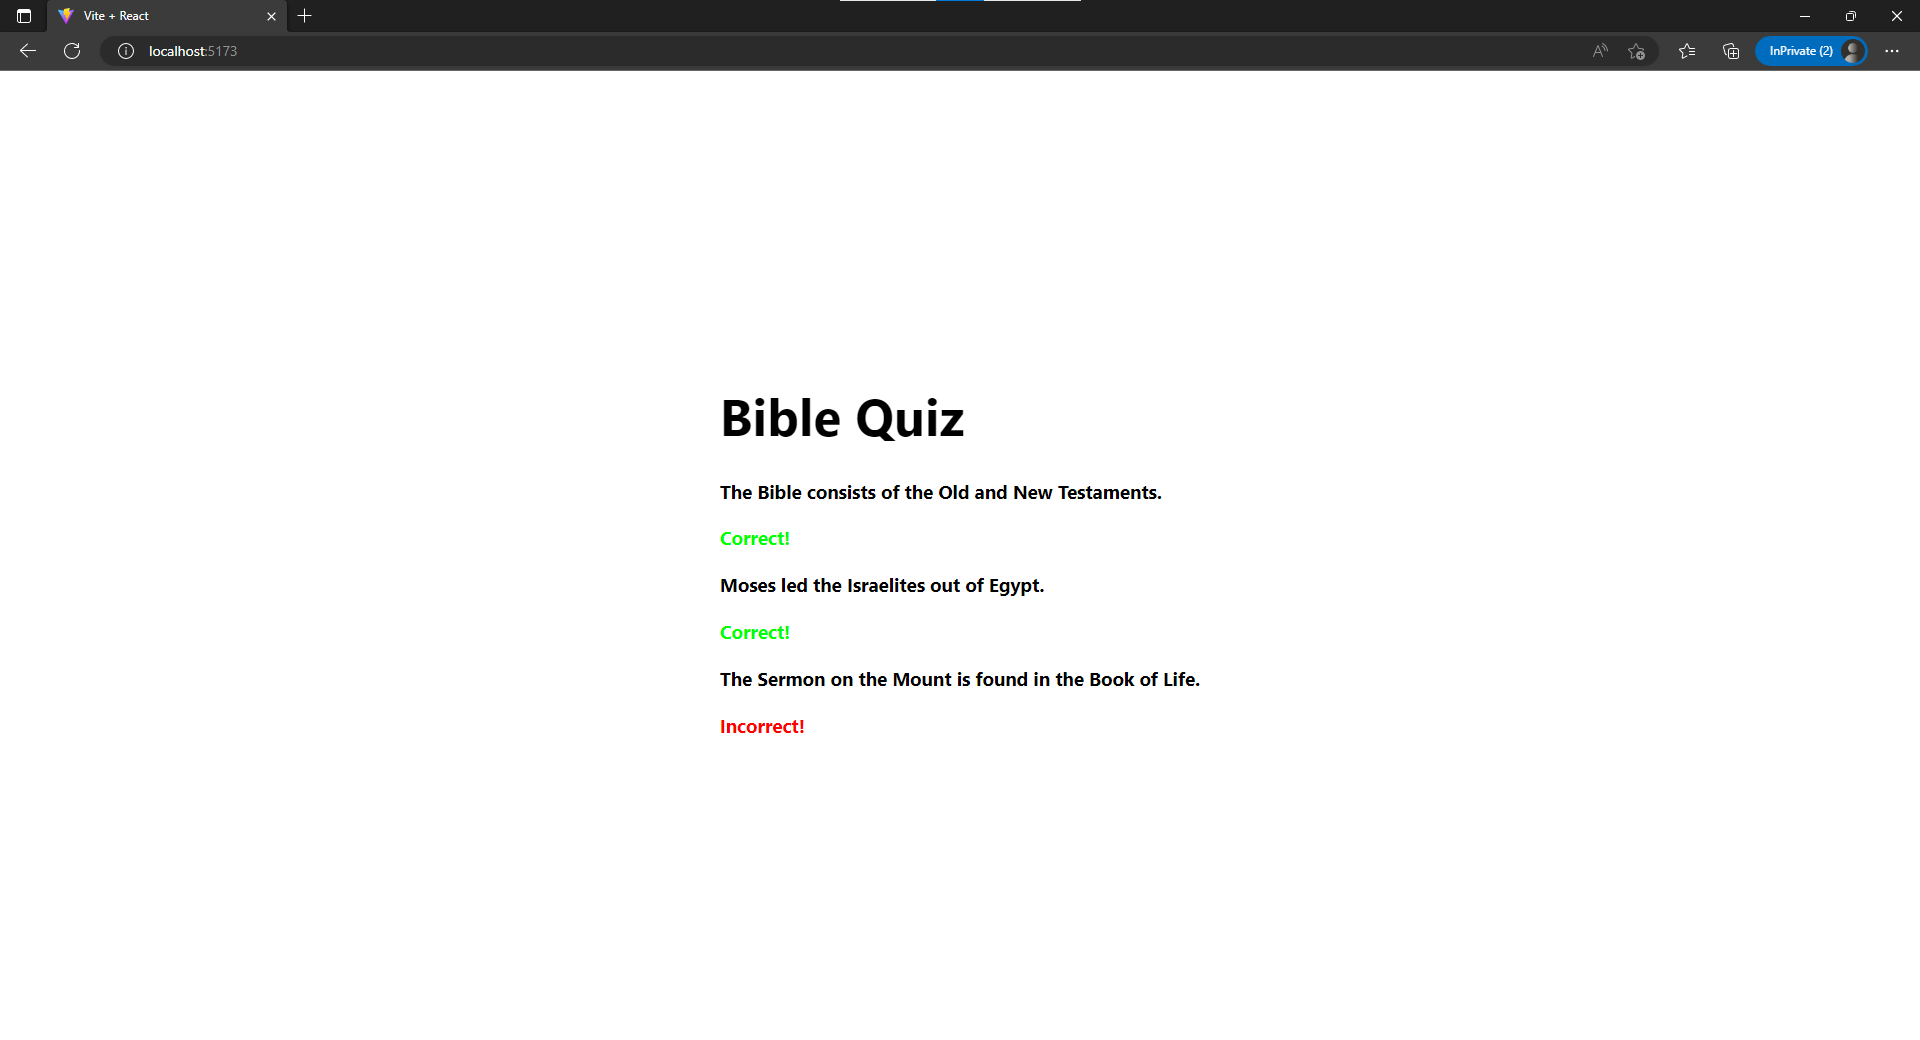 Vite + React
localhost:5173
InPrivate (2)
Bible Quiz
The Bible consists of the Old and New Testaments.
Correct!
Moses led the Israelites out of Egypt.
Correct!
The Sermon on the Mount is found in the Book of Life.
Incorrect!